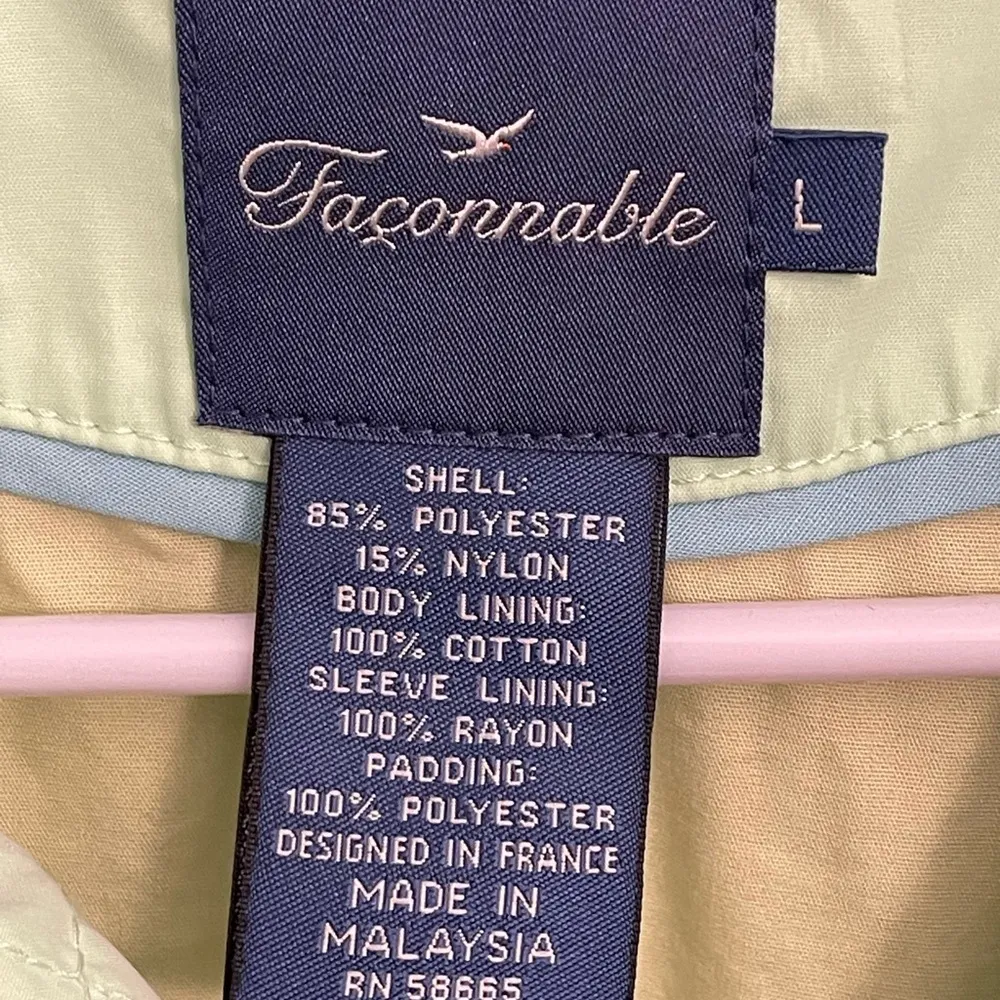 Façonnable
L
SHELL:
85% POLYESTER
15% NYLON
BODY LINING:
100% COTTON
SLEEVE LINING:
100% RAYON
PADDING:
100% POLYESTER
DESIGNED IN FRANCE
MADE IN
MALAYSIA
RN 58665